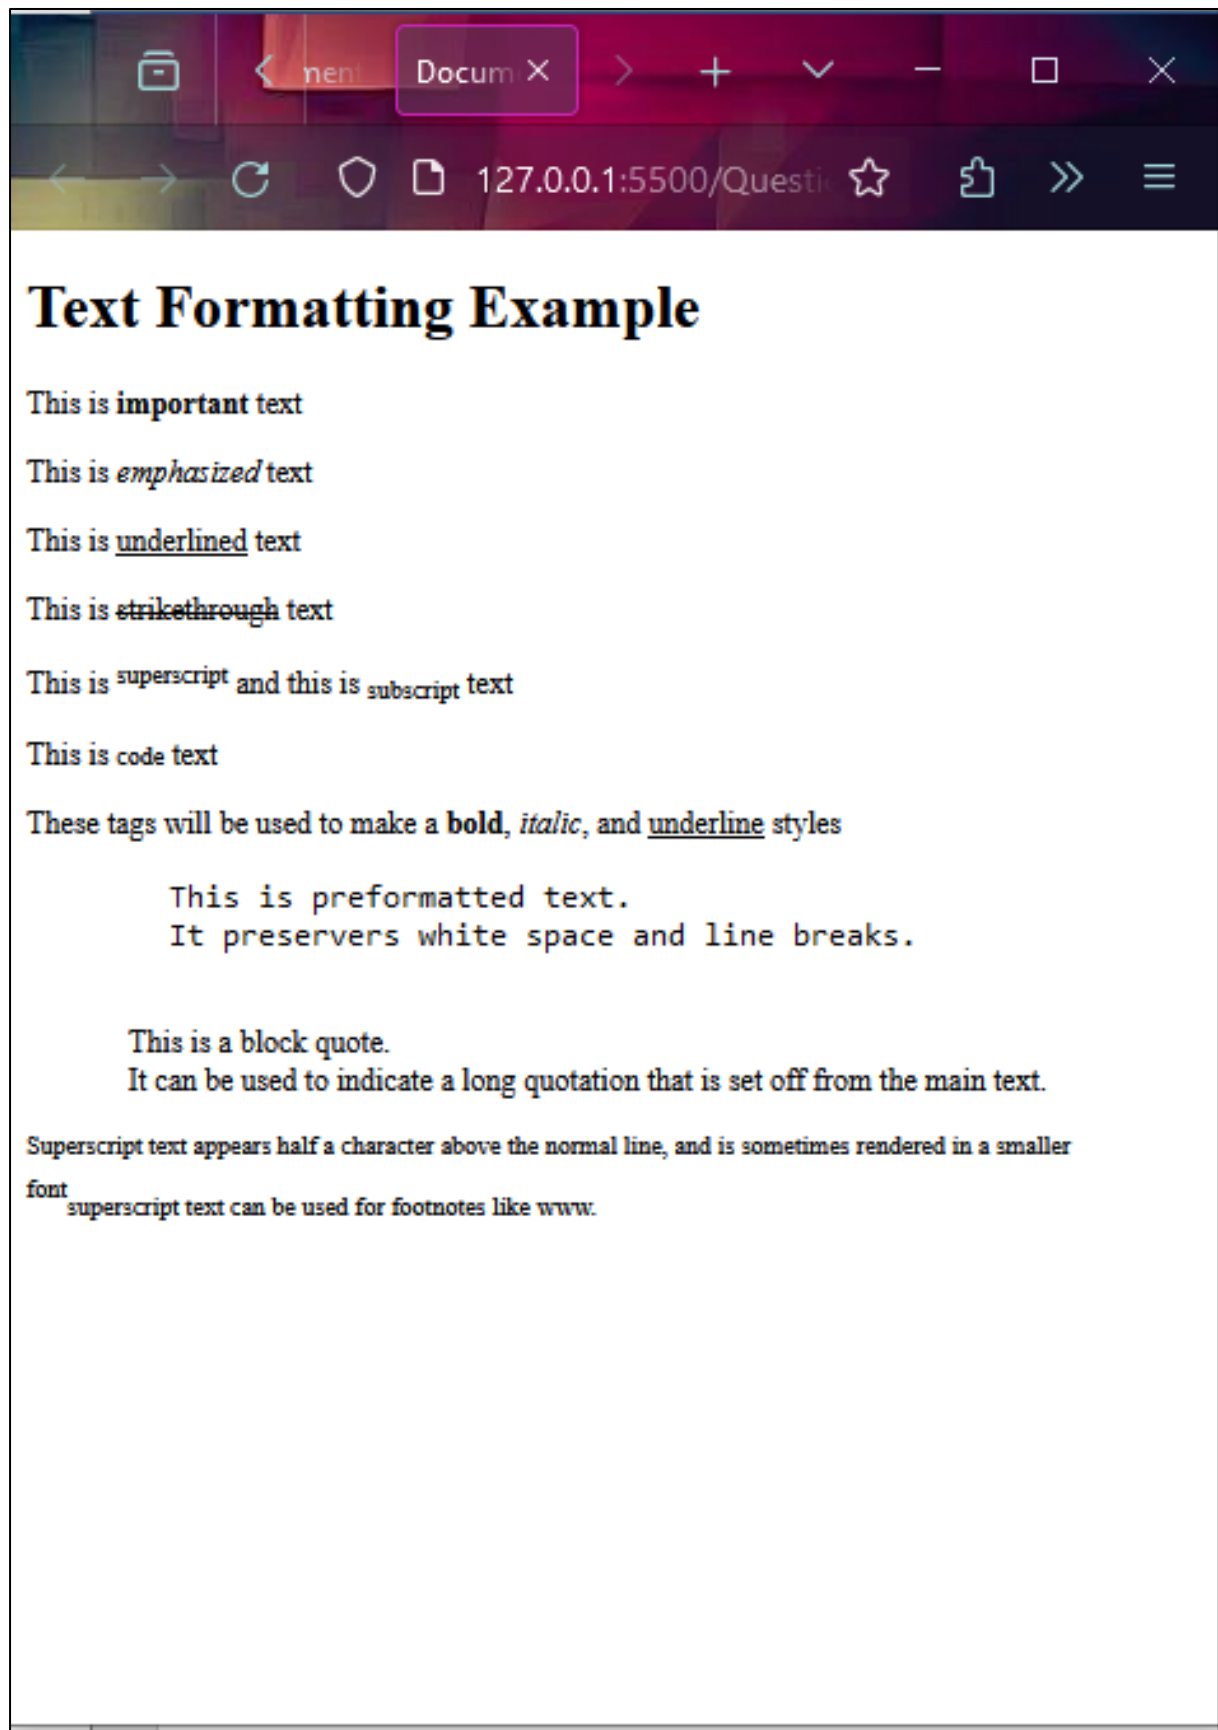 ment
Docum
127.0.0.1:5500/Questi
Text Formatting Example
This is important text
This is emphasized text
This is underlined text
This is strikethrough text
This is superscript and this is subscript text
This is code text
These tags will be used to make a bold, italic, and underline styles
This is preformatted text.
It preservers white space and line breaks.
This is a block quote.
It can be used to indicate a long quotation that is set off from the main text.
Superscript text appears half a character above the normal line, and is sometimes rendered in a smaller
font superscript text can be used for footnotes like www.